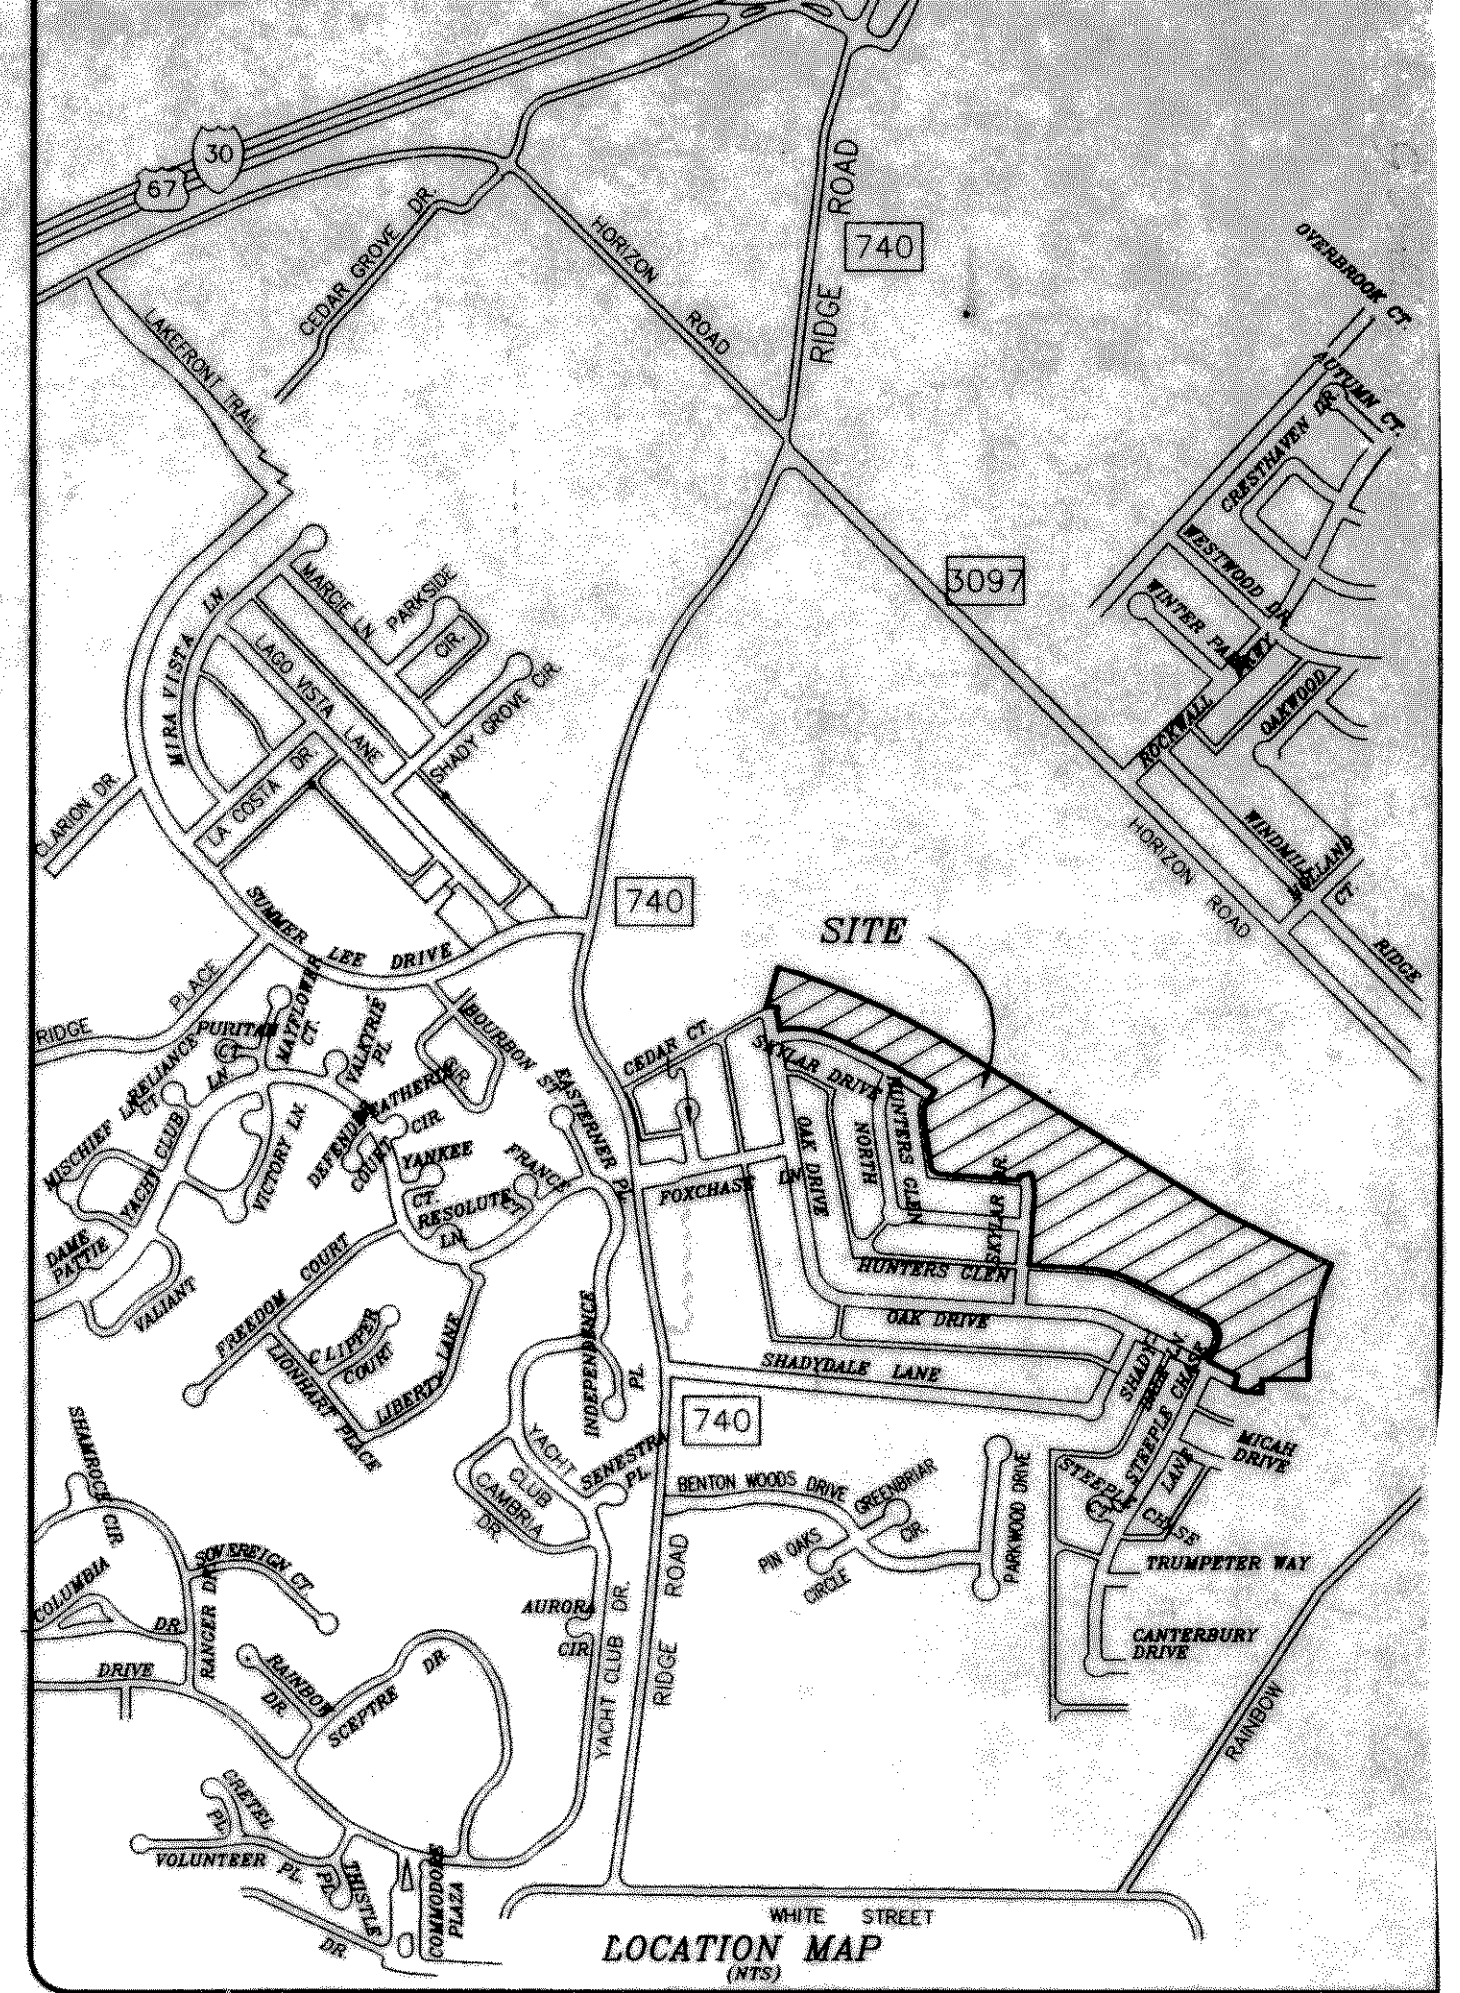 30
67
RIDGE ROAD
740
HORIZON ROAD
CEDAR GROVE DR.
LAKEFRONT TRAIL
OVERBROOK CT.
AUTUMN CT.
CRESTHAVEN DR.
WESTWOOD DR.
WINTER PARK
ROCKWALL PKWY.
OAKWOOD
3097
WINDMILL
RIDGE
HOLLAND CT
HORIZON ROAD
MARCIE LN.
PARKSIDE CIR.
MIRA VISTA LN.
LAGO VISTA LANE
SHADY GROVE CIR.
LA COSTA DR.
CLARION DR.
SUMMER LEE DRIVE
740
SITE
RIDGE PLACE
PURITAN
CT.
MAYFLOWER CT.
VALKYRIE PL.
RELIANCE
LN
MISCHIEF LN.
BOURBON ST.
CIR.
EASTERNER PL.
CEDAR CT.
SKYLAR DRIVE
HUNTERS GLEN
NORTH
OAK DRIVE
FOXCHASE LN
SKYLAR DR.
HUNTERS GLEN
OAK DRIVE
SHADYDALE LANE
YACHT CLUB
VICTORY LN.
DEFENDER COURT
WEATHERLY CIR.
YANKEE CT.
FRANCE
RESOLUTE LN.
CT.
DAME PATTIE
VALIANT
FREEDOM COURT
CLIPPER COURT
LIONHART PLACE
LIBERTY LANE
INDEPENDENCE PL.
740
STEEPLE CHASE LN
MICAH DRIVE
STEEPLE CHASE
LANE
TRUMPETER WAY
CANTERBURY DRIVE
SHAMROCK CIR.
YACHT CLUB
CAMBRIA DR.
SENESTRA PL.
BENTON WOODS DRIVE
GREENBRIAR CIR.
PIN OAKS CIRCLE
PARKWOOD DRIVE
SOVEREIGN CT.
COLUMBIA DR.
RANGER DR.
DRIVE
RAINBOW DR.
SCEPTRE DR.
AURORA CIR.
YACHT CLUB DR.
RIDGE ROAD
RAINBOW
CRETEL PL.
VOLUNTEER PL.
THISTLE PL.
DR.
COMMODORE PLAZA
WHITE STREET
LOCATION MAP
(NTS)